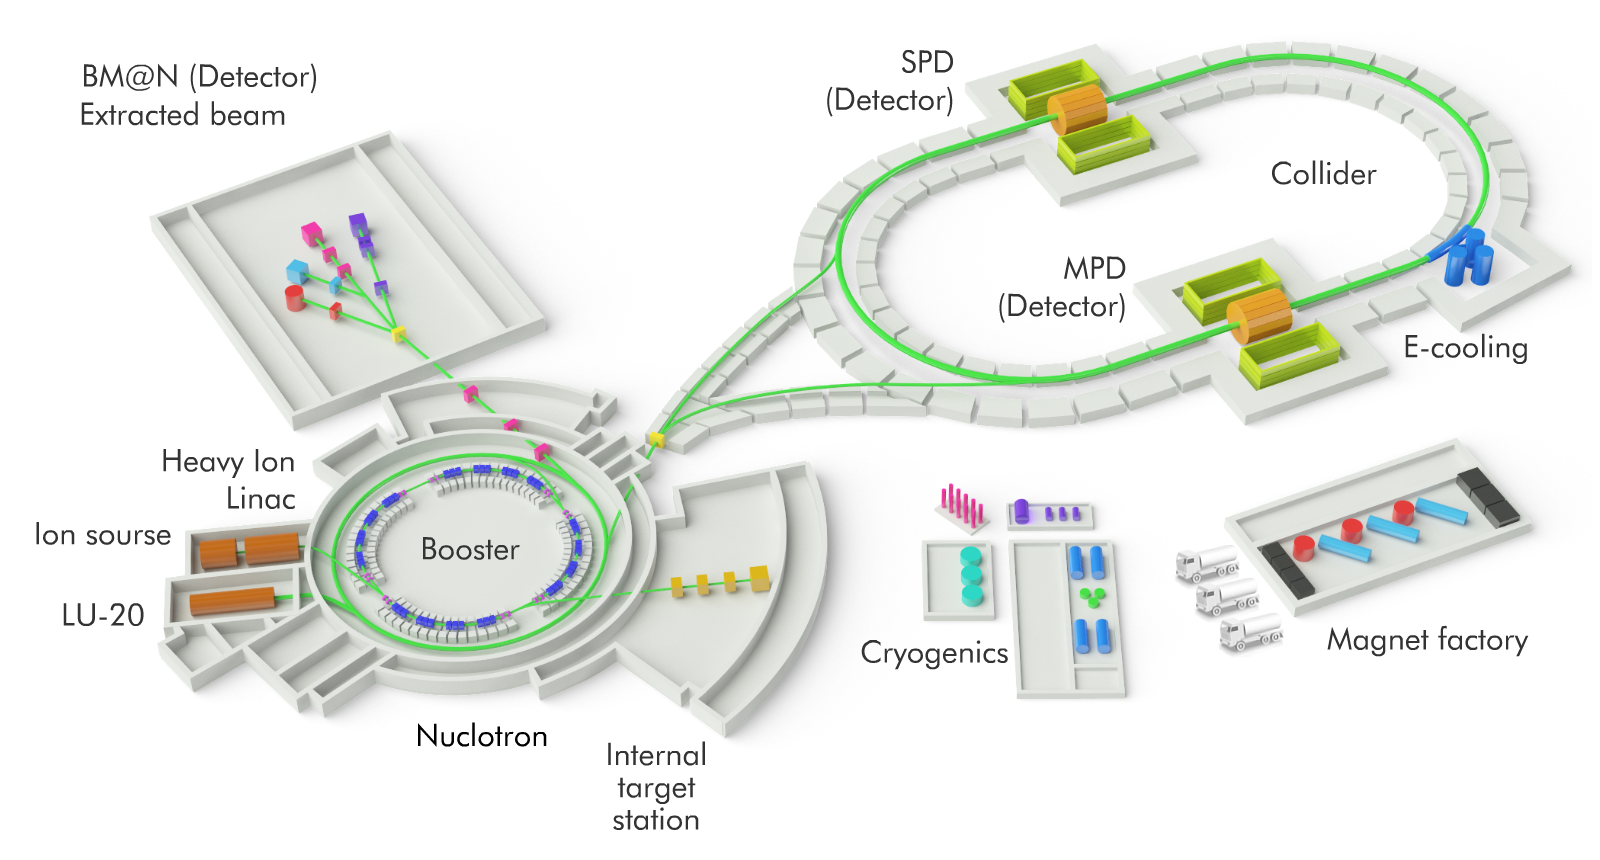 BM@N (Detector)
Extracted beam
SPD
(Detector)
Collider
MPD
(Detector)
E-cooling
Heavy Ion
Linac
Ion sourse
Booster
LU-20
Cryogenics
Magnet factory
Nuclotron
Internal
target
station